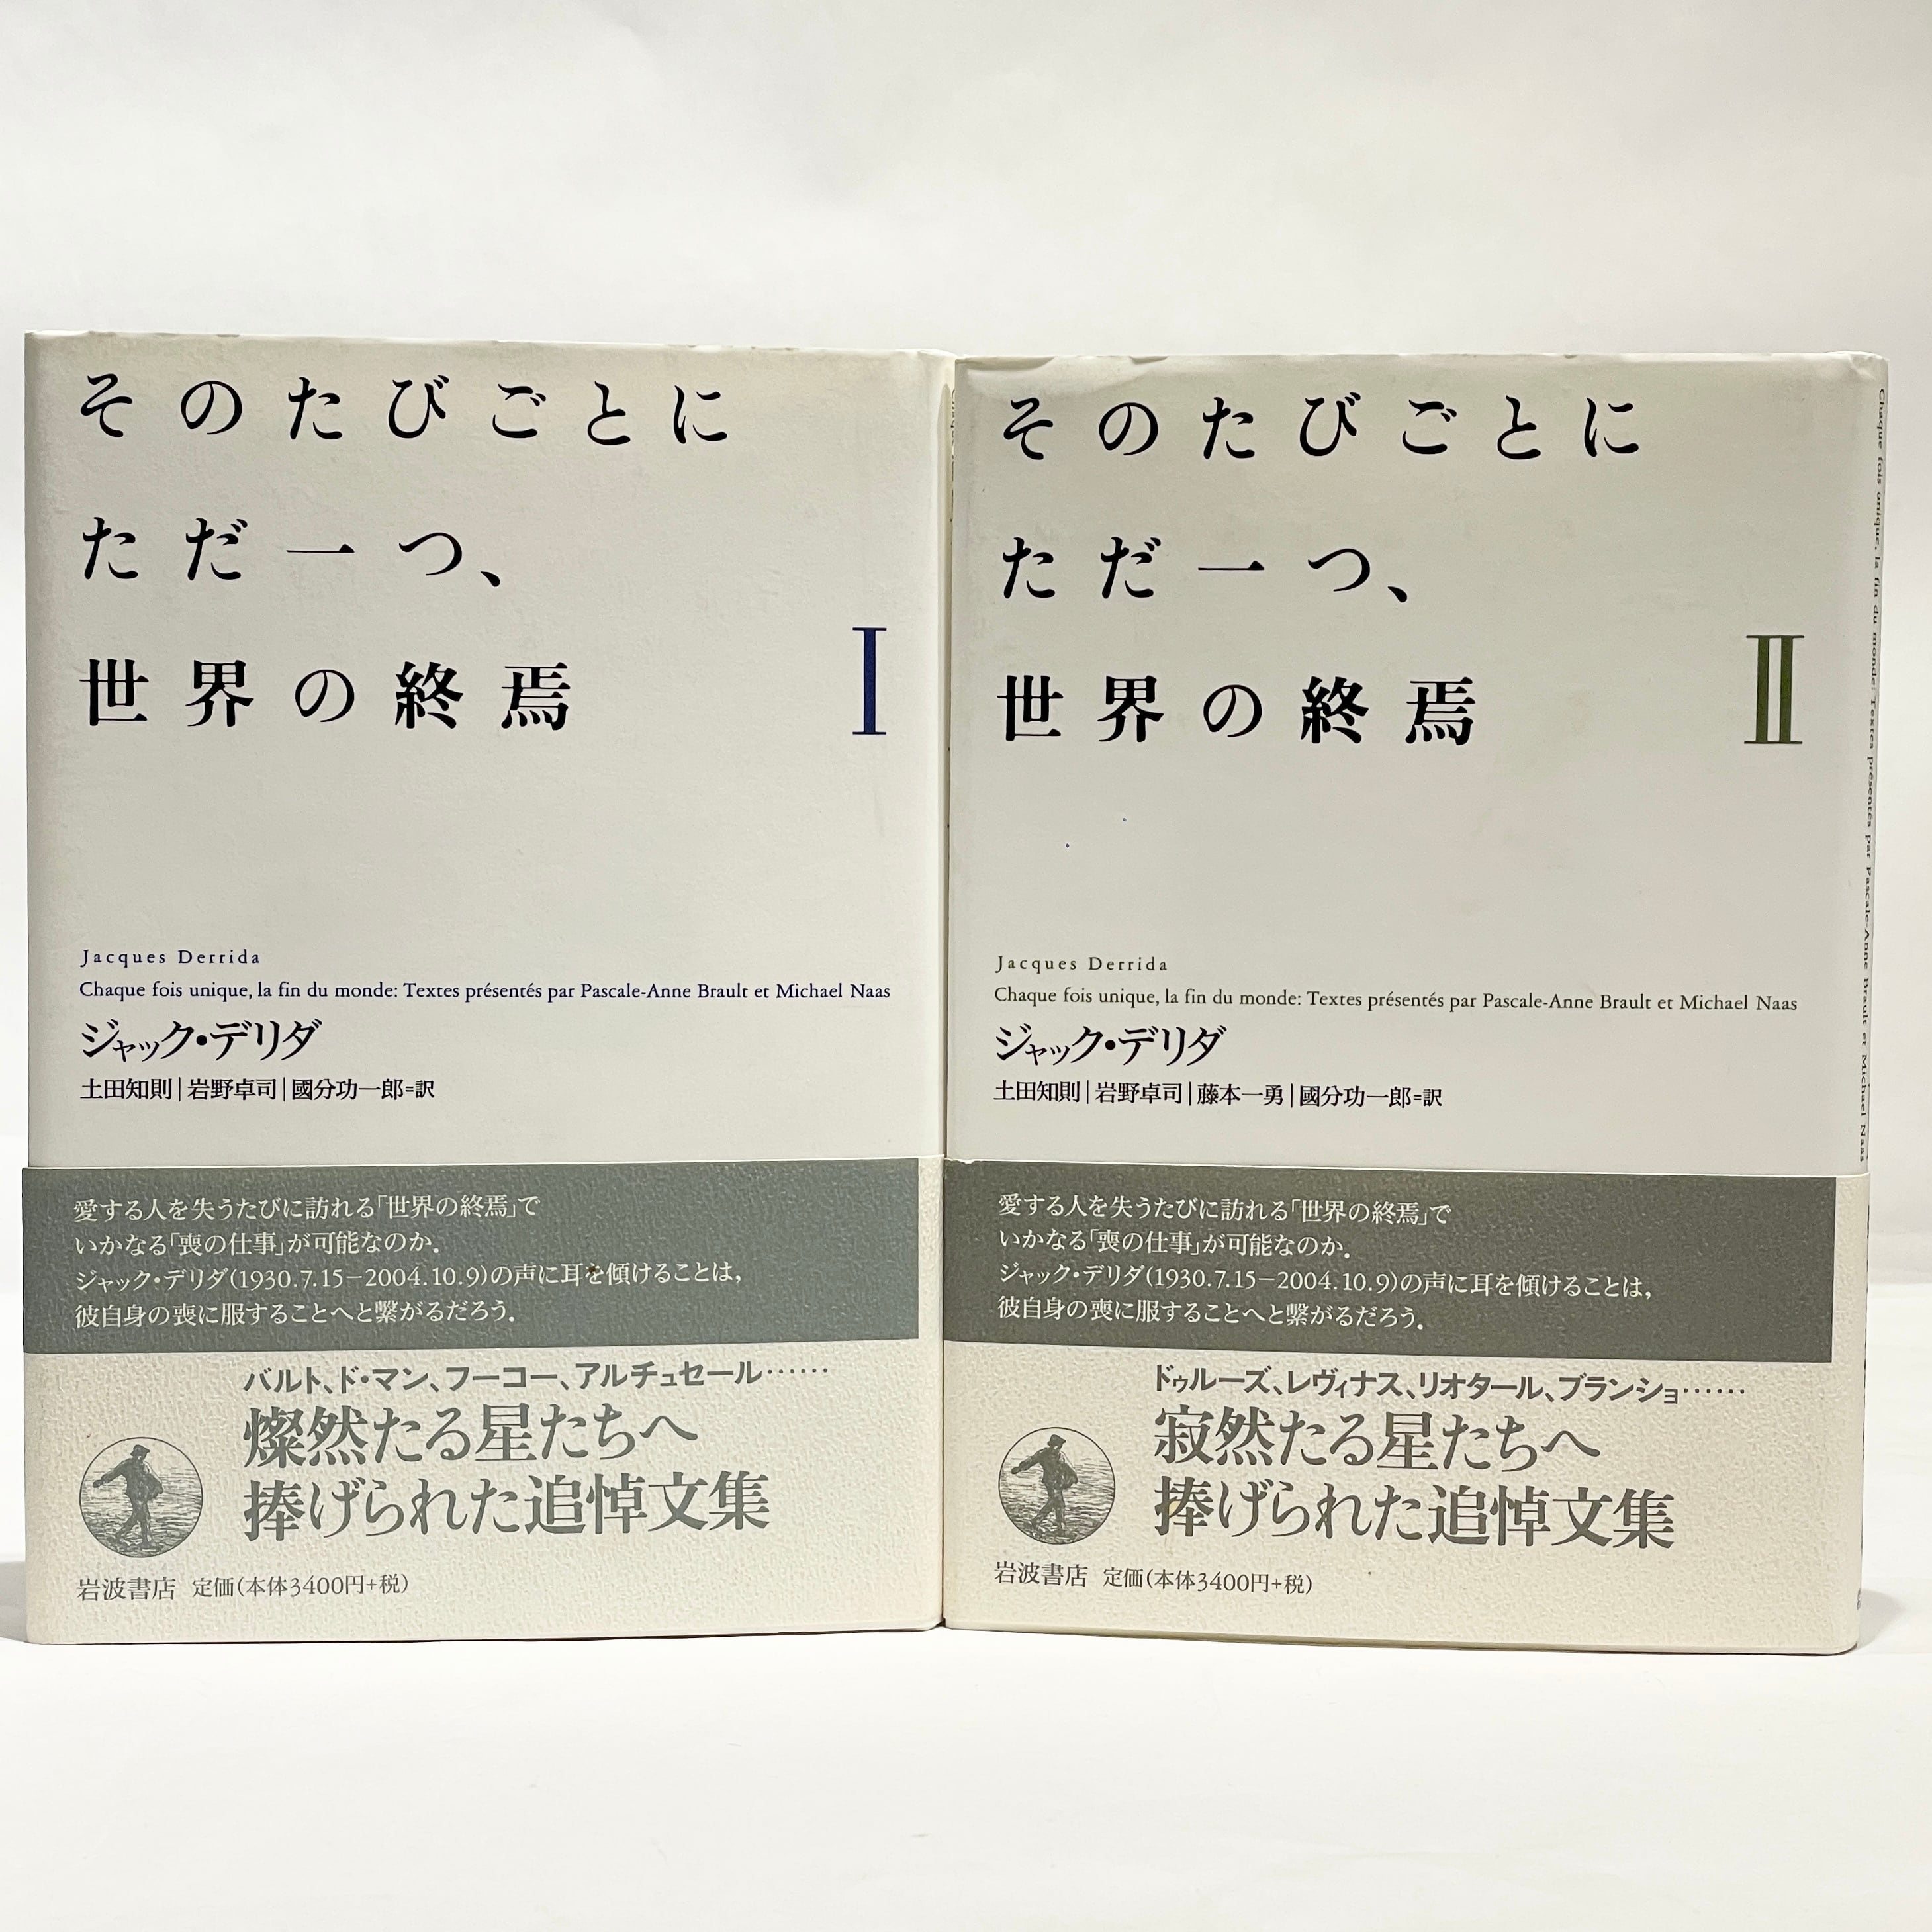 そのたびごとに
ただ一つ、
世界の終焉
I
Jacques Derrida
Chaque fois unique, la fin du monde: Textes présentés par Pascale-Anne Brault et Michael Naas
ジャック・デリダ
土田知則|岩野卓司|國分功一郎=訳
愛する人を失うたびに訪れる「世界の終焉」で
いかなる「喪の仕事」が可能なのか.
ジャック・デリダ(1930.7.15−2004.10.9)の声に耳を傾けることは,
彼自身の喪に服することへと繫がるだろう.
バルト、ド・マン、フーコー、アルチュセール……
燦然たる星たちへ
捧げられた追悼文集
岩波書店 定価(本体3400円+税)
そのたびごとに
ただ一つ、
世界の終焉
II
Jacques Derrida
Chaque fois unique, la fin du monde: Textes présentés par Pascale-Anne Brault et Michael Naas
ジャック・デリダ
土田知則|岩野卓司|藤本一勇|國分功一郎=訳
愛する人を失うたびに訪れる「世界の終焉」で
いかなる「喪の仕事」が可能なのか.
ジャック・デリダ(1930.7.15−2004.10.9)の声に耳を傾けることは,
彼自身の喪に服することへと繫がるだろう.
ドゥルーズ、レヴィナス、リオタール、ブランショ……
寂然たる星たちへ
捧げられた追悼文集
岩波書店 定価(本体3400円+税)
Chaque fois unique, la fin du monde: Textes présentés par Pascale-Anne Brault et Michael Naas